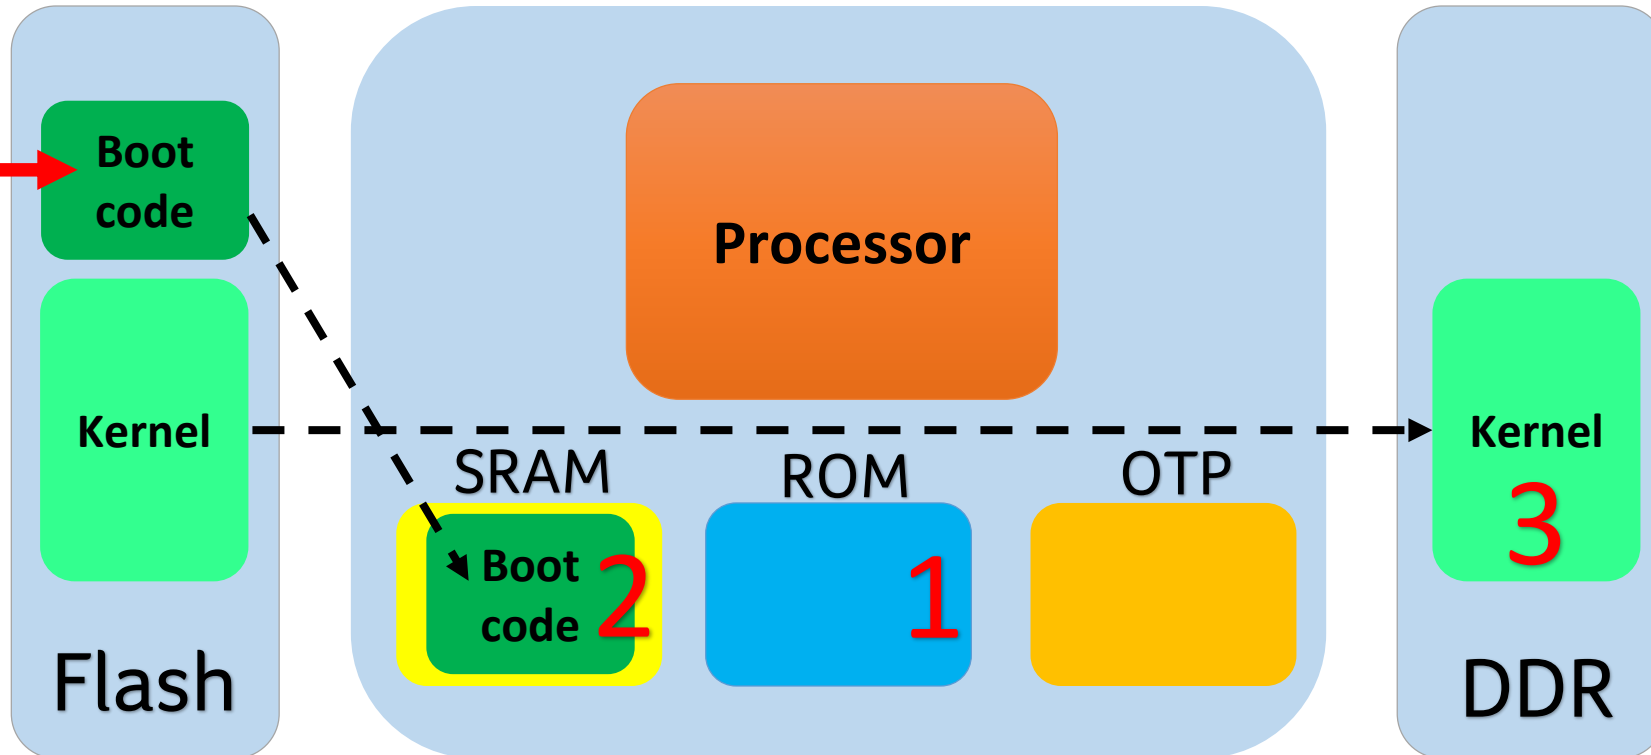 Boot
code
Processor
Kernel
Kernel
3
SRAM
ROM
OTP
Boot
code
2
1
Flash
DDR